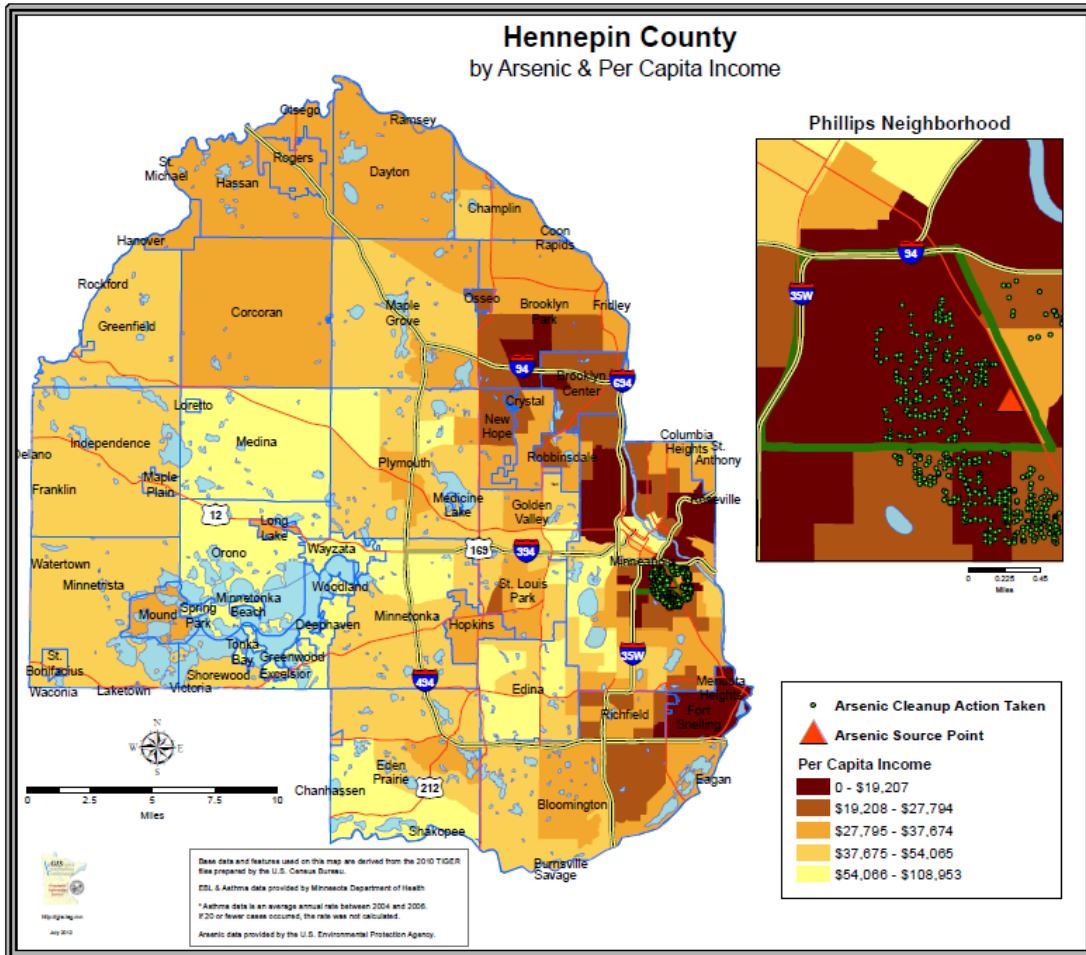 Hennepin County
by Arsenic & Per Capita Income
Phillips Neighborhood
Otsego
Ramsey
Rogers
St.
Michael
Hassan
Dayton
Champlin
Coon
Rapids
Hanover
Rockford
Greenfield
Corcoran
Maple
Grove
Osseo
Brooklyn
Park
Fridley
94
Brooklyn
Center
694
Loretto
Crystal
New
Hope
Independence
Medina
Columbia
Heights
St.
Anthony
Delano
Plymouth
Robbinsdale
Franklin
Maple
Plain
Medicine
Lake
Golden
Valley
12
Long
Lake
Wayzata
169
394
Orono
Watertown
Minnetrista
Woodland
St. Louis
Park
Minnetonka
Beach
Mound
Spring
Park
Minnetonka
Deephaven
Hopkins
Tonka
Bay
Greenwood
Excelsior
St.
Bonifacius
Shorewood
Waconia
Laketown
Victoria
494
Edina
35W
Mendota
Heights
Richfield
Fort
Snelling
Eden
Prairie
212
Chanhassen
Eagan
Bloomington
Shakopee
Burnsville
Savage
94
35W
0 0.225 0.45
Miles
N
W E
S
0 2.5 5 7.5 10
Miles
Arsenic Cleanup Action Taken
Arsenic Source Point
Per Capita Income
0 - $19,207
$19,208 - $27,794
$27,795 - $37,674
$37,675 - $54,065
$54,066 - $108,953
Base data and features used on this map are derived from the 2010 TIGER
files prepared by the U.S. Census Bureau.
EBL & Asthma data provided by Minnesota Department of Health
* Asthma data is an average annual rate between 2004 and 2006.
If 20 or fewer cases occurred, the rate was not calculated.
Arsenic data provided by the U.S. Environmental Protection Agency.
GIS